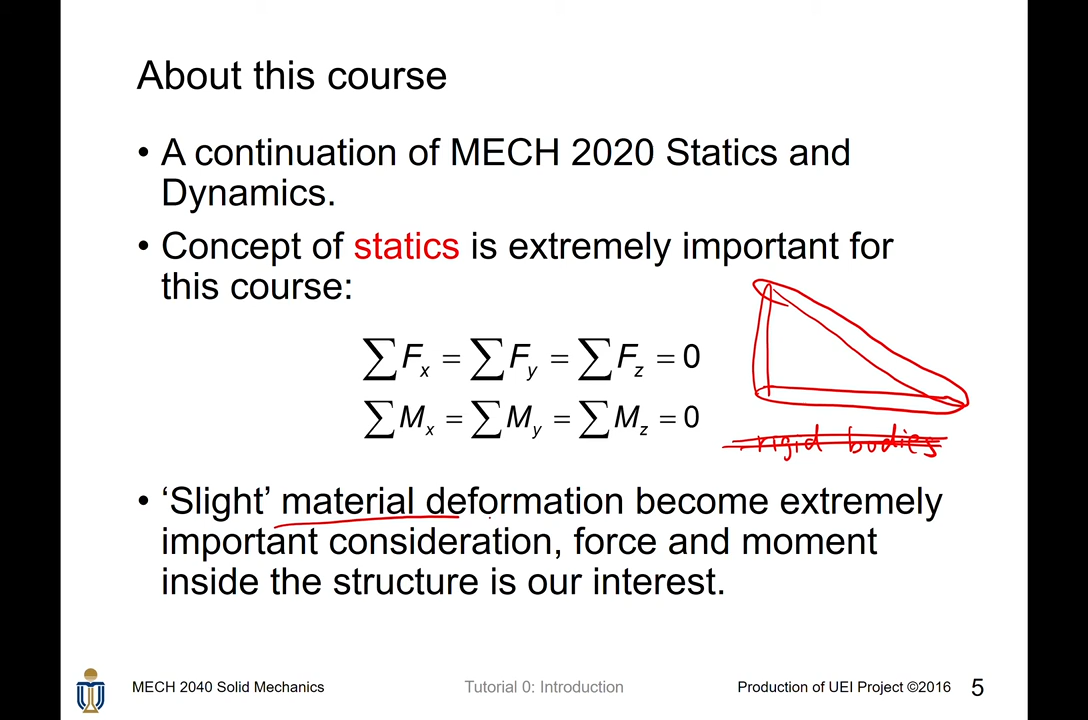 About this course
• A continuation of MECH 2020 Statics and
Dynamics.
• Concept of statics is extremely important for
this course:
∑Fx = ∑Fy = ∑Fz = 0
∑Mx = ∑My = ∑Mz = 0
rigid bodies
• ‘Slight’ material deformation become extremely
important consideration, force and moment
inside the structure is our interest.
MECH 2040 Solid Mechanics
Tutorial 0: Introduction
Production of UEI Project ©2016
5